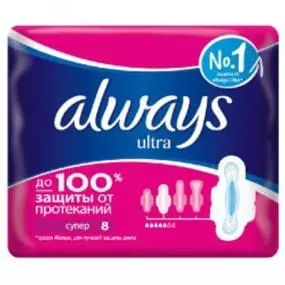 No.1
always
ultra
до 100%
защиты от
протеканий
супер 8